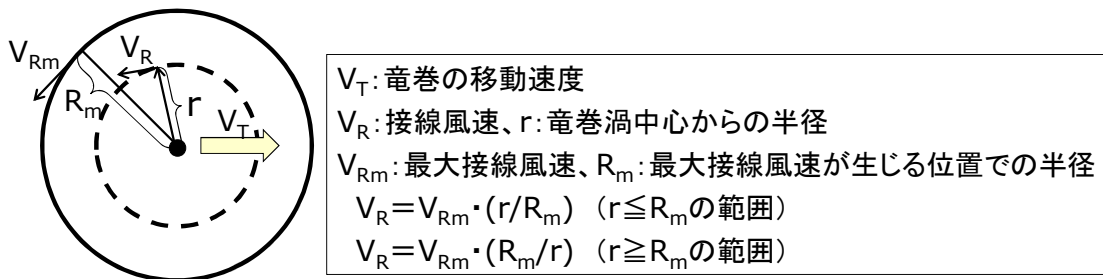 V_Rm
V_R
R_m
r
V_T
V_T:竜巻の移動速度
V_R:接線風速、r:竜巻渦中心からの半径
V_Rm:最大接線風速、R_m:最大接線風速が生じる位置での半径
V_R=V_Rm・(r/R_m) (r≦R_mの範囲)
V_R=V_Rm・(R_m/r) (r≧R_mの範囲)